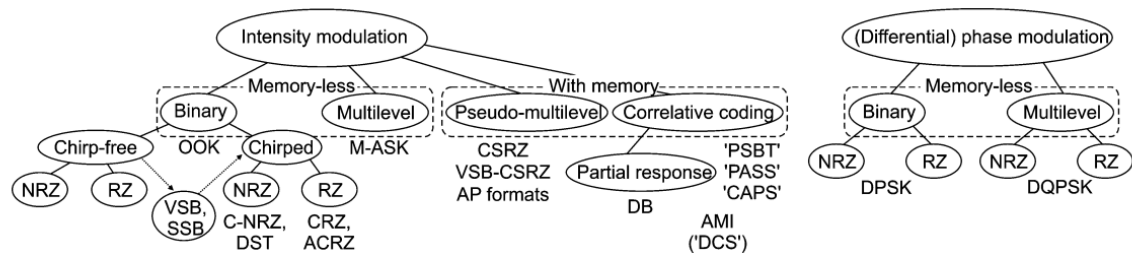 Intensity modulation
(Differential) phase modulation
Memory-less
With memory
Memory-less
Binary
Multilevel
Pseudo-multilevel
Correlative coding
Binary
Multilevel
Chirp-free
OOK
Chirped
M-ASK
CSRZ
'PSBT'
NRZ
RZ
NRZ
RZ
NRZ
RZ
VSB-CSRZ
Partial response
'PASS'
NRZ
RZ
DPSK
DQPSK
AP formats
'CAPS'
VSB,
SSB
C-NRZ,
DST
CRZ,
ACRZ
DB
AMI
('DCS')